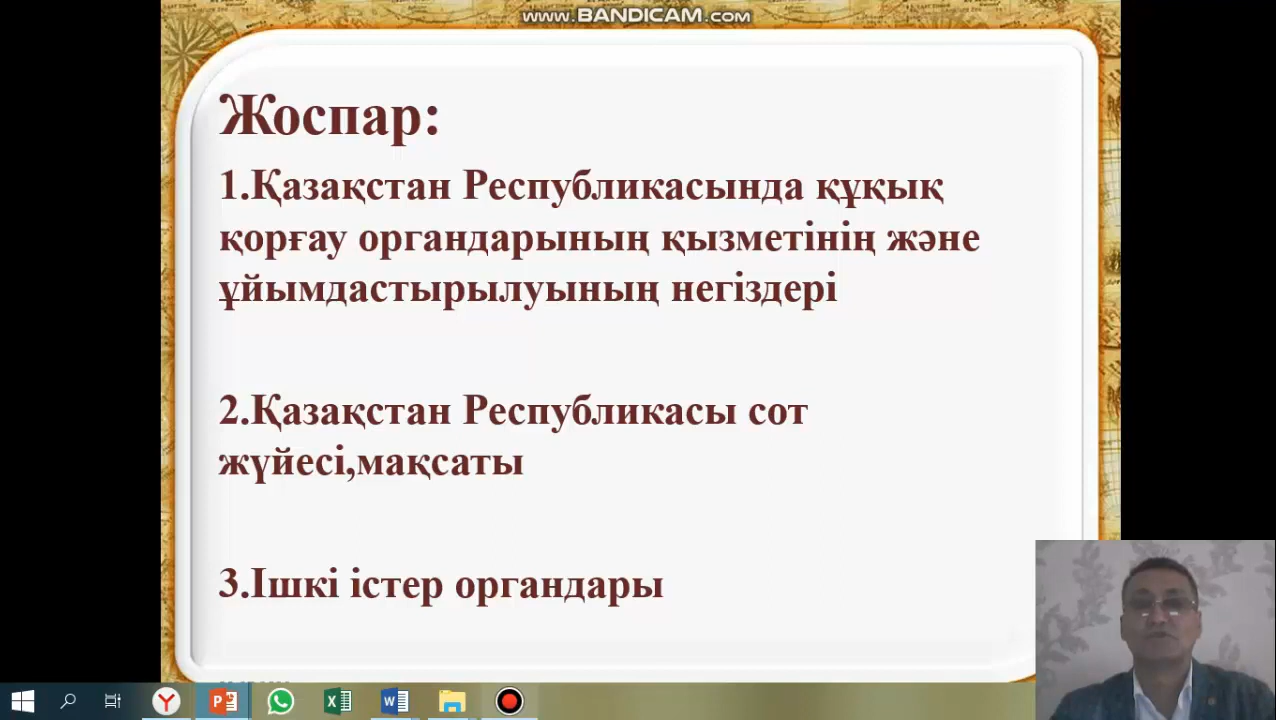 www.BANDICAM.com
Жоспар:
1.Қазақстан Республикасында құқық
қорғау органдарының қызметінің және
ұйымдастырылуының негіздері
2.Қазақстан Республикасы сот
жүйесі,мақсаты
3.Ішкі істер органдары